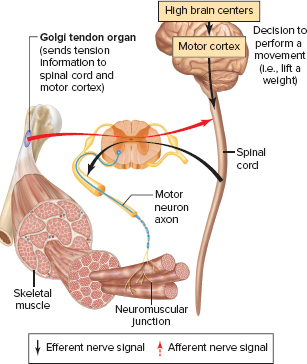 High brain centers
Golgi tendon organ
(sends tension
information to
spinal cord and
motor cortex)
Motor cortex
Decision to
perform a
movement
(i.e., lift a
weight)
Spinal
cord
Motor
neuron
axon
Skeletal
muscle
Neuromuscular
junction
Efferent nerve signal
Afferent nerve signal